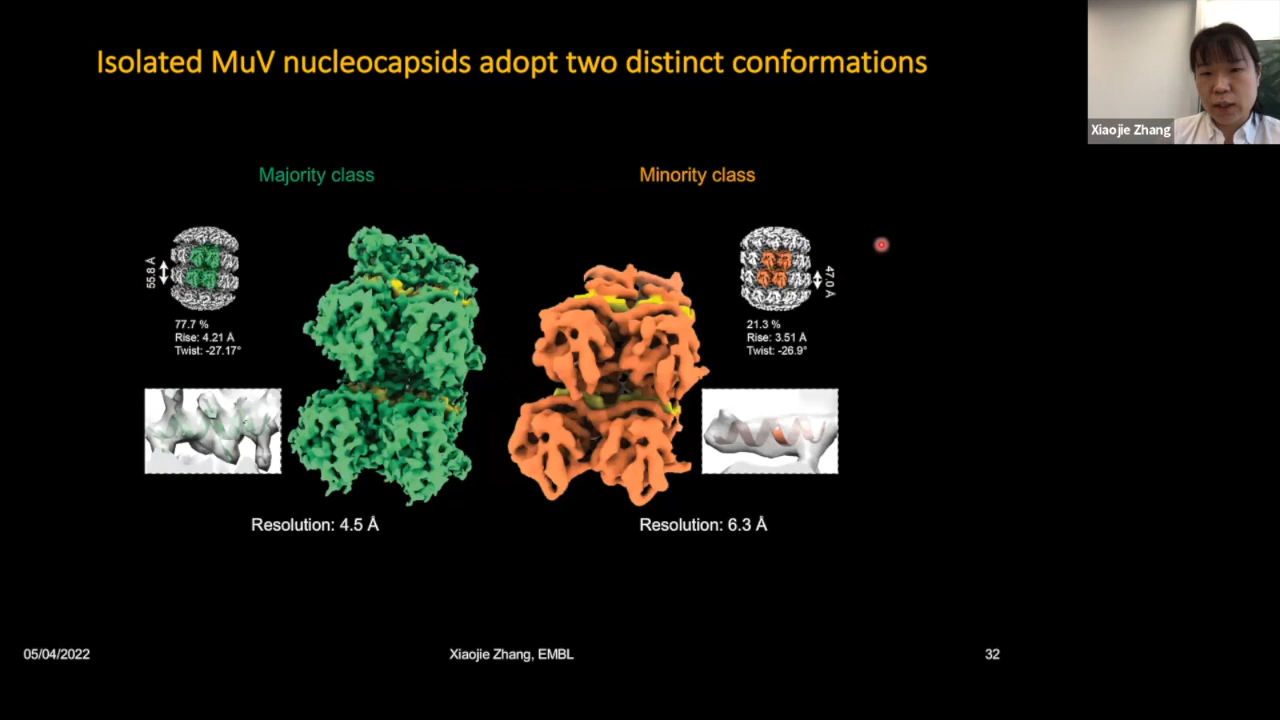 Isolated MuV nucleocapsids adopt two distinct conformations
Xiaojie Zhang
Majority class
Minority class
55.8 Å
47.0 Å
77.7 %
Rise: 4.21 Å
Twist: -27.17°
21.3 %
Rise: 3.51 Å
Twist: -26.9°
Resolution: 4.5 Å
Resolution: 6.3 Å
05/04/2022
Xiaojie Zhang, EMBL
32